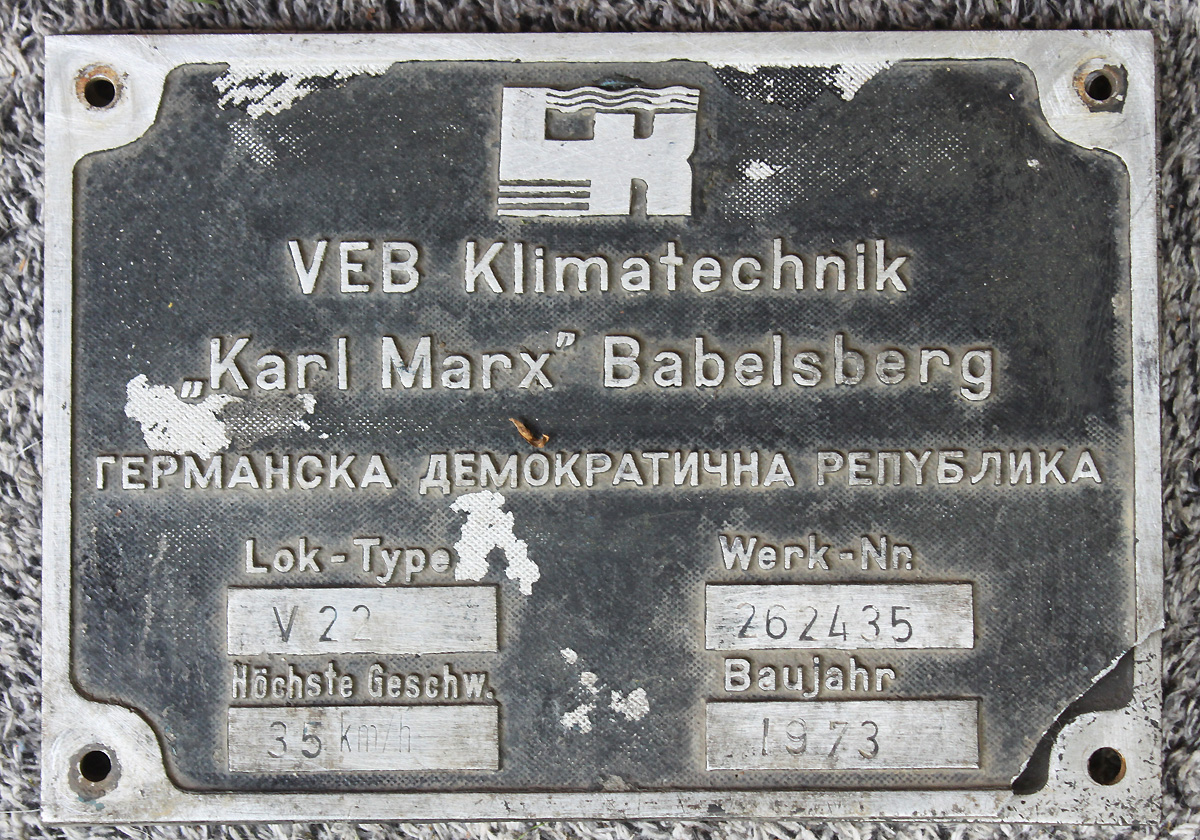 VEB Klimatechnik
„Karl Marx” Babelsberg
ГЕРМАНСКА ДЕМОКРАТИЧНА РЕПУБЛИКА
Lok-Type
V 22
Werk-Nr.
262435
Höchste Geschw.
35 km/h
Baujahr
1973